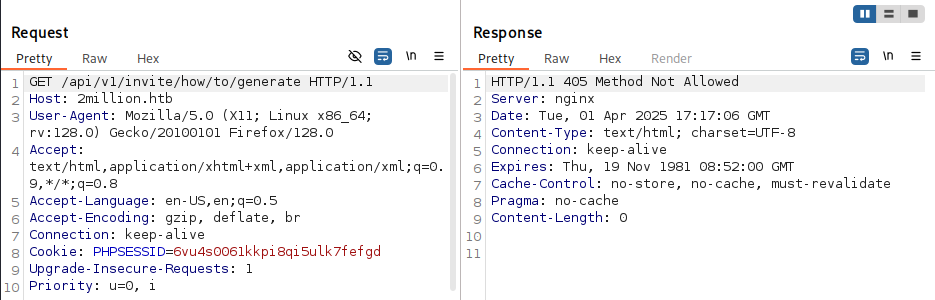 Request
Pretty Raw Hex \n
1 GET /api/v1/invite/how/to/generate HTTP/1.1
2 Host: 2million.htb
3 User-Agent: Mozilla/5.0 (X11; Linux x86_64;
rv:128.0) Gecko/20100101 Firefox/128.0
4 Accept:
text/html,application/xhtml+xml,application/xml;q=0.
9,*/*;q=0.8
5 Accept-Language: en-US,en;q=0.5
6 Accept-Encoding: gzip, deflate, br
7 Connection: keep-alive
8 Cookie: PHPSESSID=6vu4s0061kkpi8qi5ulk7fefgd
9 Upgrade-Insecure-Requests: 1
10 Priority: u=0, i
Response
Pretty Raw Hex Render \n
1 HTTP/1.1 405 Method Not Allowed
2 Server: nginx
3 Date: Tue, 01 Apr 2025 17:17:06 GMT
4 Content-Type: text/html; charset=UTF-8
5 Connection: keep-alive
6 Expires: Thu, 19 Nov 1981 08:52:00 GMT
7 Cache-Control: no-store, no-cache, must-revalidate
8 Pragma: no-cache
9 Content-Length: 0
10
11